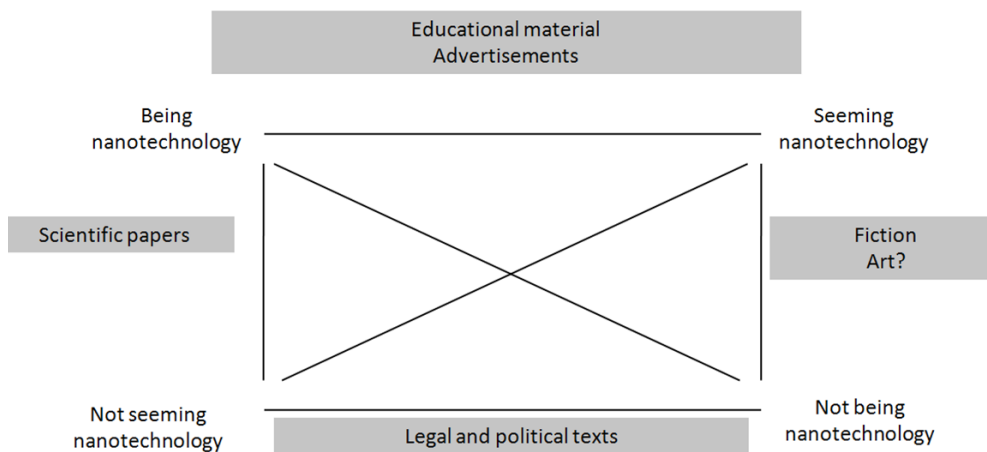 Educational material
Advertisements
Being
nanotechnology
Seeming
nanotechnology
Scientific papers
Fiction
Art?
Not seeming
nanotechnology
Legal and political texts
Not being
nanotechnology